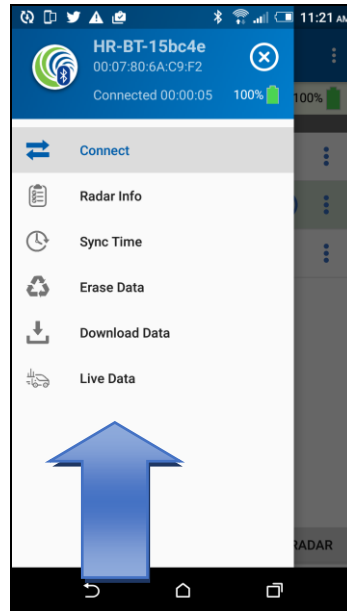 11:21 AM
HR-BT-15bc4e
00:07:80:6A:C9:F2
Connected 00:00:05 100%
100%
Connect
Radar Info
Sync Time
)
Erase Data
Download Data
Live Data
RADAR